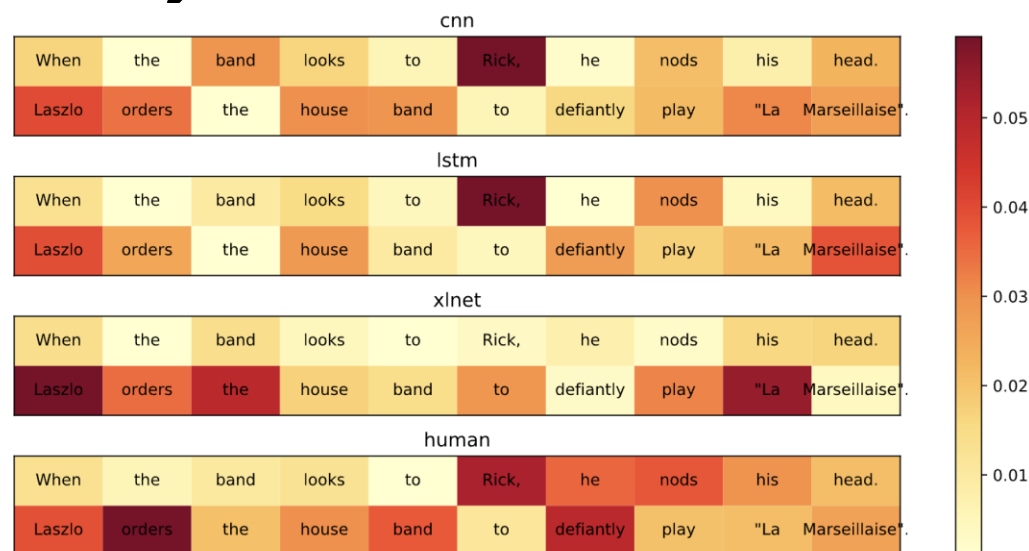 cnn
When the band looks to Rick, he nods his head.
Laszlo orders the house band to defiantly play "La Marseillaise".
lstm
When the band looks to Rick, he nods his head.
Laszlo orders the house band to defiantly play "La Marseillaise".
xlnet
When the band looks to Rick, he nods his head.
Laszlo orders the house band to defiantly play "La Marseillaise".
human
When the band looks to Rick, he nods his head.
Laszlo orders the house band to defiantly play "La Marseillaise".
0.05
0.04
0.03
0.02
0.01